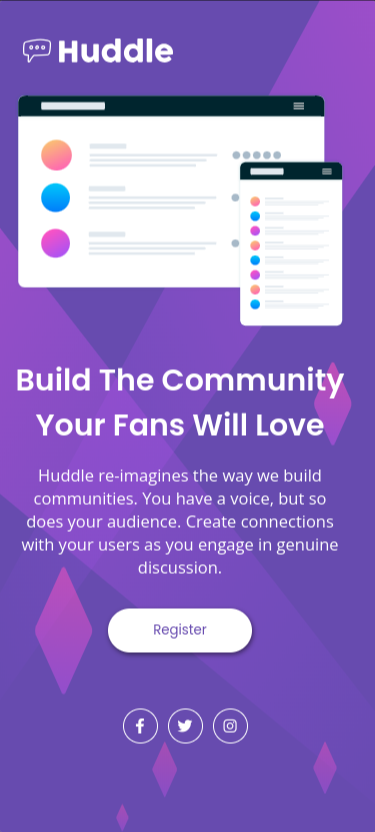 Huddle
Build The Community
Your Fans Will Love
Huddle re-imagines the way we build
communities. You have a voice, but so
does your audience. Create connections
with your users as you engage in genuine
discussion.
Register